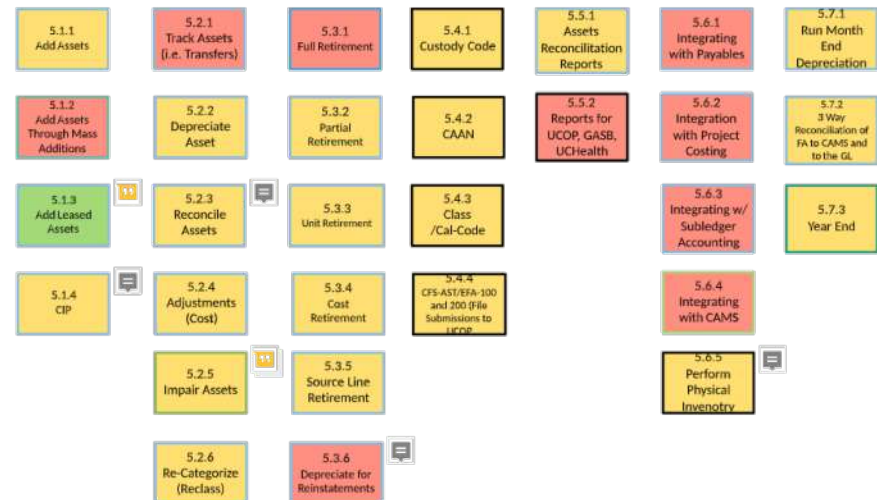 5.1.1
Add Assets
5.2.1
Track Assets
(i.e. Transfers)
5.3.1
Full Retirement
5.4.1
Custody Code
5.5.1
Assets
Reconcilitation
Reports
5.6.1
Integrating
with Payables
5.7.1
Run Month
End
Depreciation
5.1.2
Add Assets
Through Mass
Additions
5.2.2
Depreciate
Asset
5.3.2
Partial
Retirement
5.4.2
CAAN
5.5.2
Reports for
UCOP, GASB,
UCHealth
5.6.2
Integration
with Project
Costing
5.7.2
3 Way
Reconciliation of
FA to CAMS and
to the GL
5.1.3
Add Leased
Assets
5.2.3
Reconcile
Assets
5.3.3
Unit Retirement
5.4.3
Class
/Cal-Code
5.6.3
Integrating w/
Subledger
Accounting
5.7.3
Year End
5.1.4
CIP
5.2.4
Adjustments
(Cost)
5.3.4
Cost
Retirement
5.4.4
CFS-AST/EFA-100
and 200 (File
Submissions to
UCOP
5.6.4
Integrating
with CAMS
5.2.5
Impair Assets
5.3.5
Source Line
Retirement
5.6.5
Perform
Physical
Invenotry
5.2.6
Re-Categorize
(Reclass)
5.3.6
Depreciate for
Reinstatements